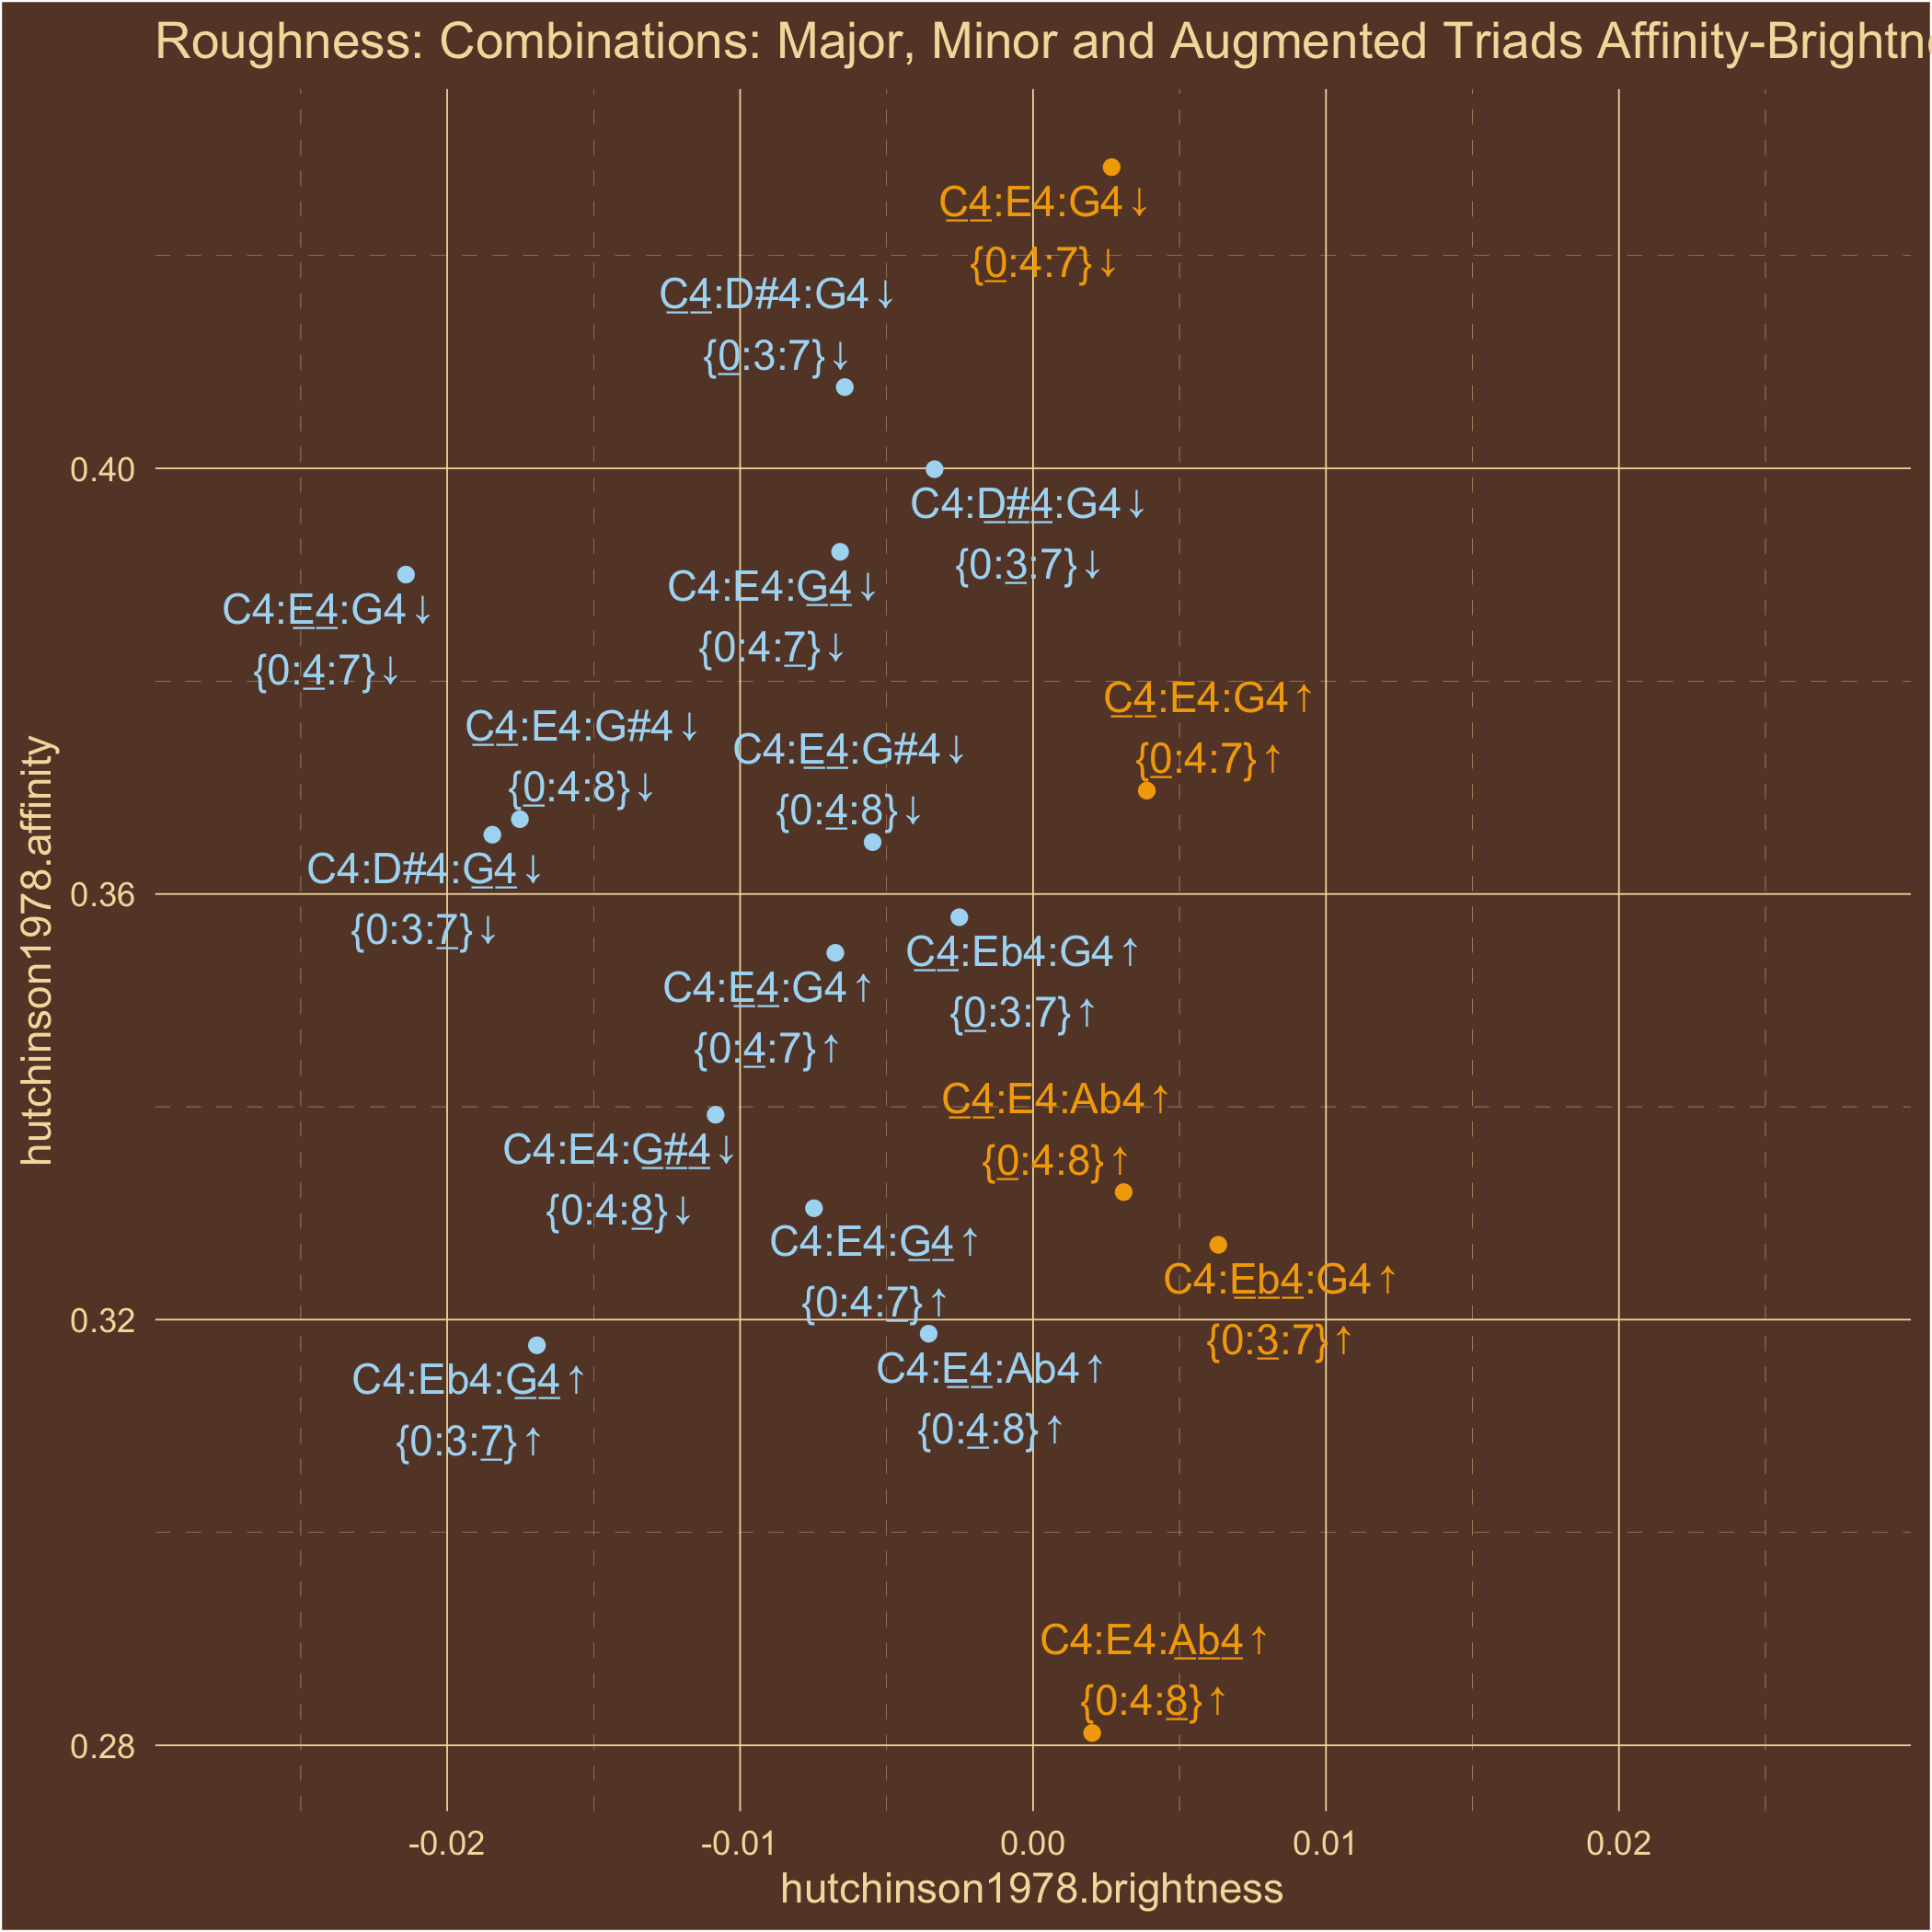 Roughness: Combinations: Major, Minor and Augmented Triads Affinity-Brightn
C4:E4:G4↓
{0:4:7}↓
C4:D#4:G4↓
{0:3:7}↓
0.40
C4:D#4:G4↓
{0:3:7}↓
C4:E4:G4↓
{0:4:7}↓
C4:E4:G4↓
{0:4:7}↓
C4:E4:G4↑
{0:4:7}↑
C4:E4:G#4↓
{0:4:8}↓
C4:E4:G#4↓
{0:4:8}↓
C4:D#4:G4↓
{0:3:7}↓
0.36
C4:Eb4:G4↑
{0:3:7}↑
C4:E4:G4↑
{0:4:7}↑
hutchinson1978.affinity
C4:E4:Ab4↑
{0:4:8}↑
C4:E4:G#4↓
{0:4:8}↓
C4:E4:G4↑
{0:4:7}↑
C4:Eb4:G4↑
{0:3:7}↑
0.32
C4:Eb4:G4↑
{0:3:7}↑
C4:E4:Ab4↑
{0:4:8}↑
C4:E4:Ab4↑
{0:4:8}↑
0.28
-0.02 -0.01 0.00 0.01 0.02
hutchinson1978.brightness